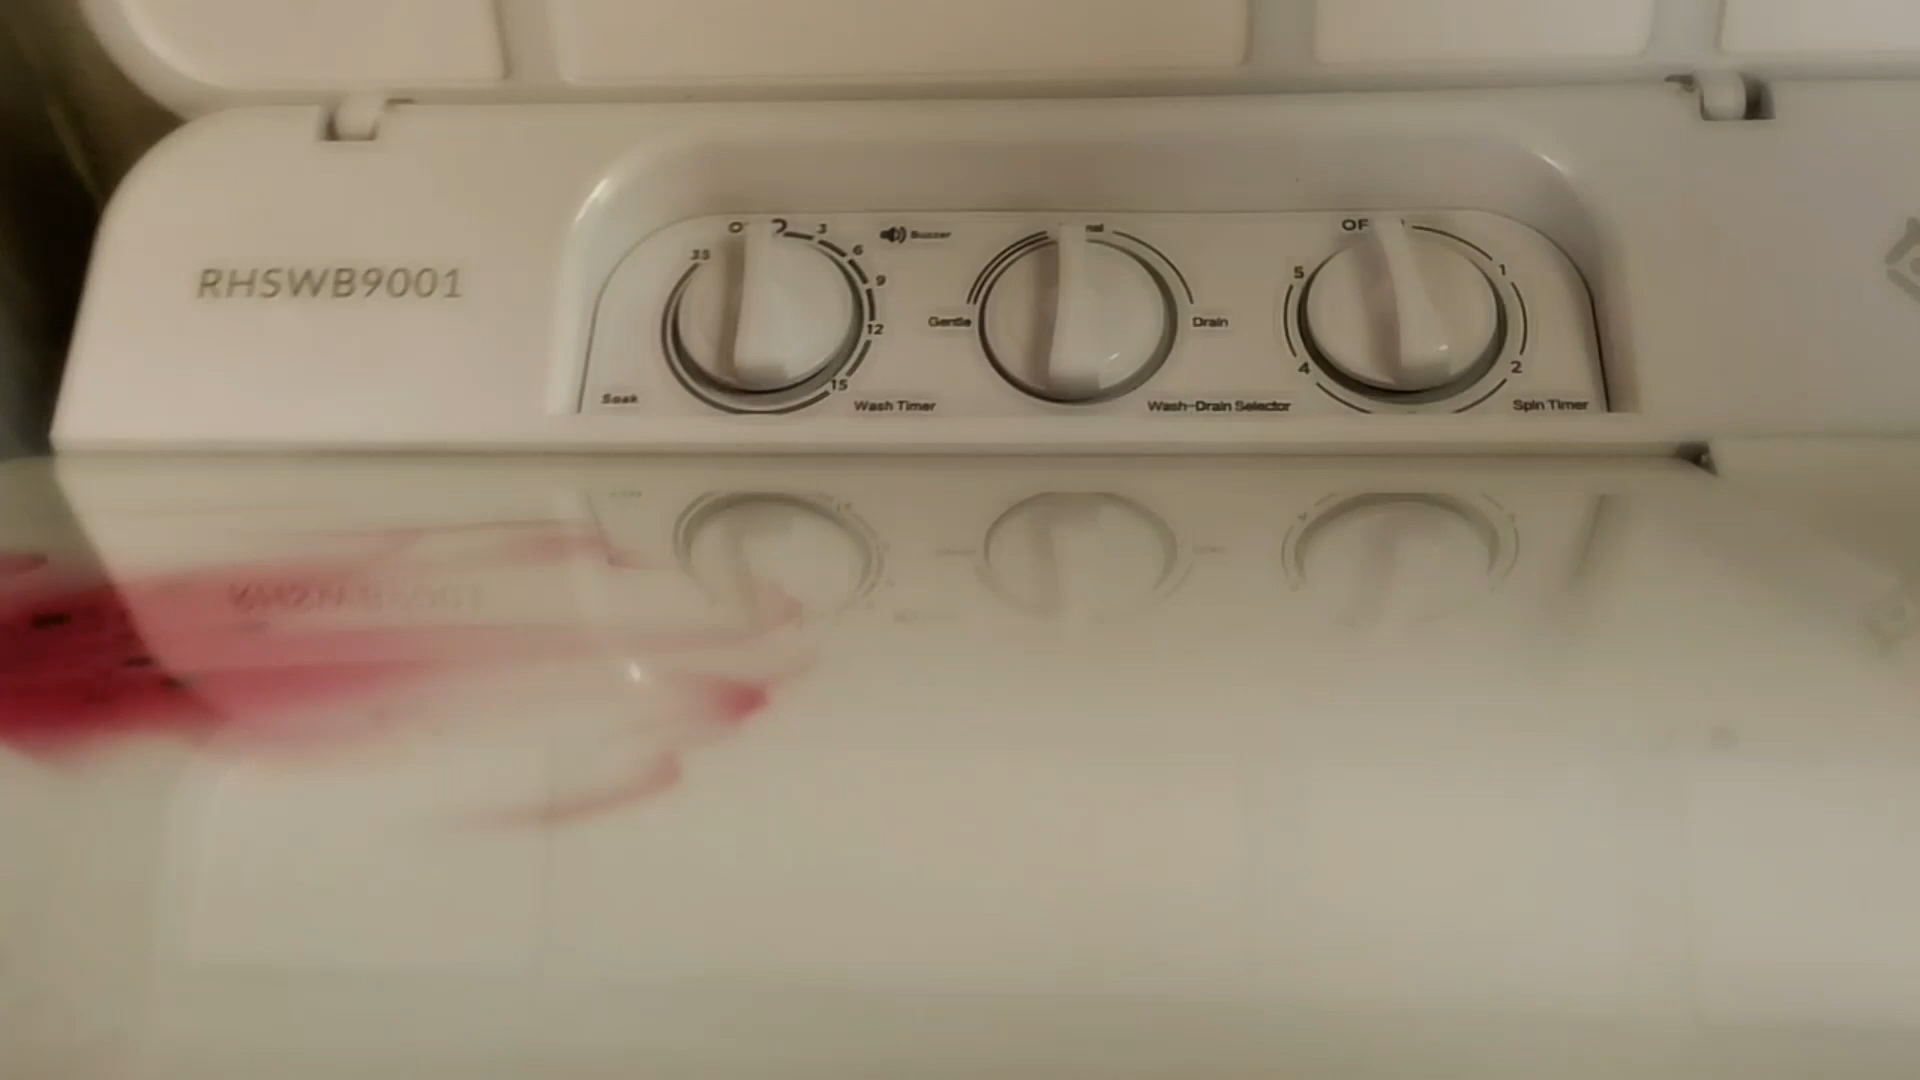 RHSWB9001
35
3
6
9
12
15
Soak
Buzzer
Wash Timer
Gentle
Drain
Wash-Drain Selector
OF
5
1
4
2
Spin Timer